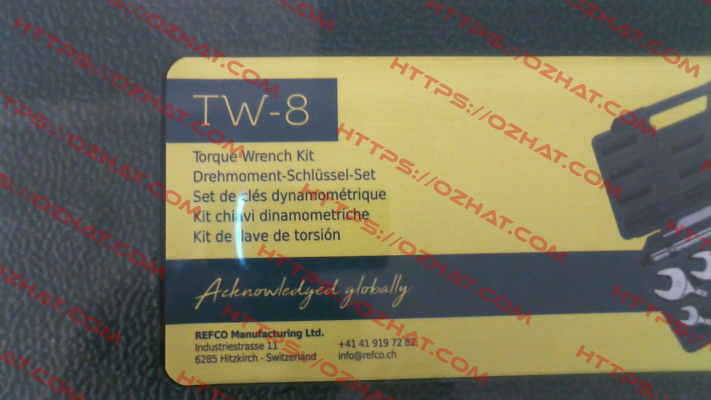 TW-8
Torque Wrench Kit
Drehmoment-Schlüssel-Set
Set de clés dynamométrique
Kit chiavi dinamometriche
Kit de llave de torsión
Acknowledged globally
REFCO Manufacturing Ltd.
Industriestrasse 11
6285 Hitzkirch - Switzerland
+41 41 919 72 82
info@refco.ch
HTTPS://OZHAT.COM